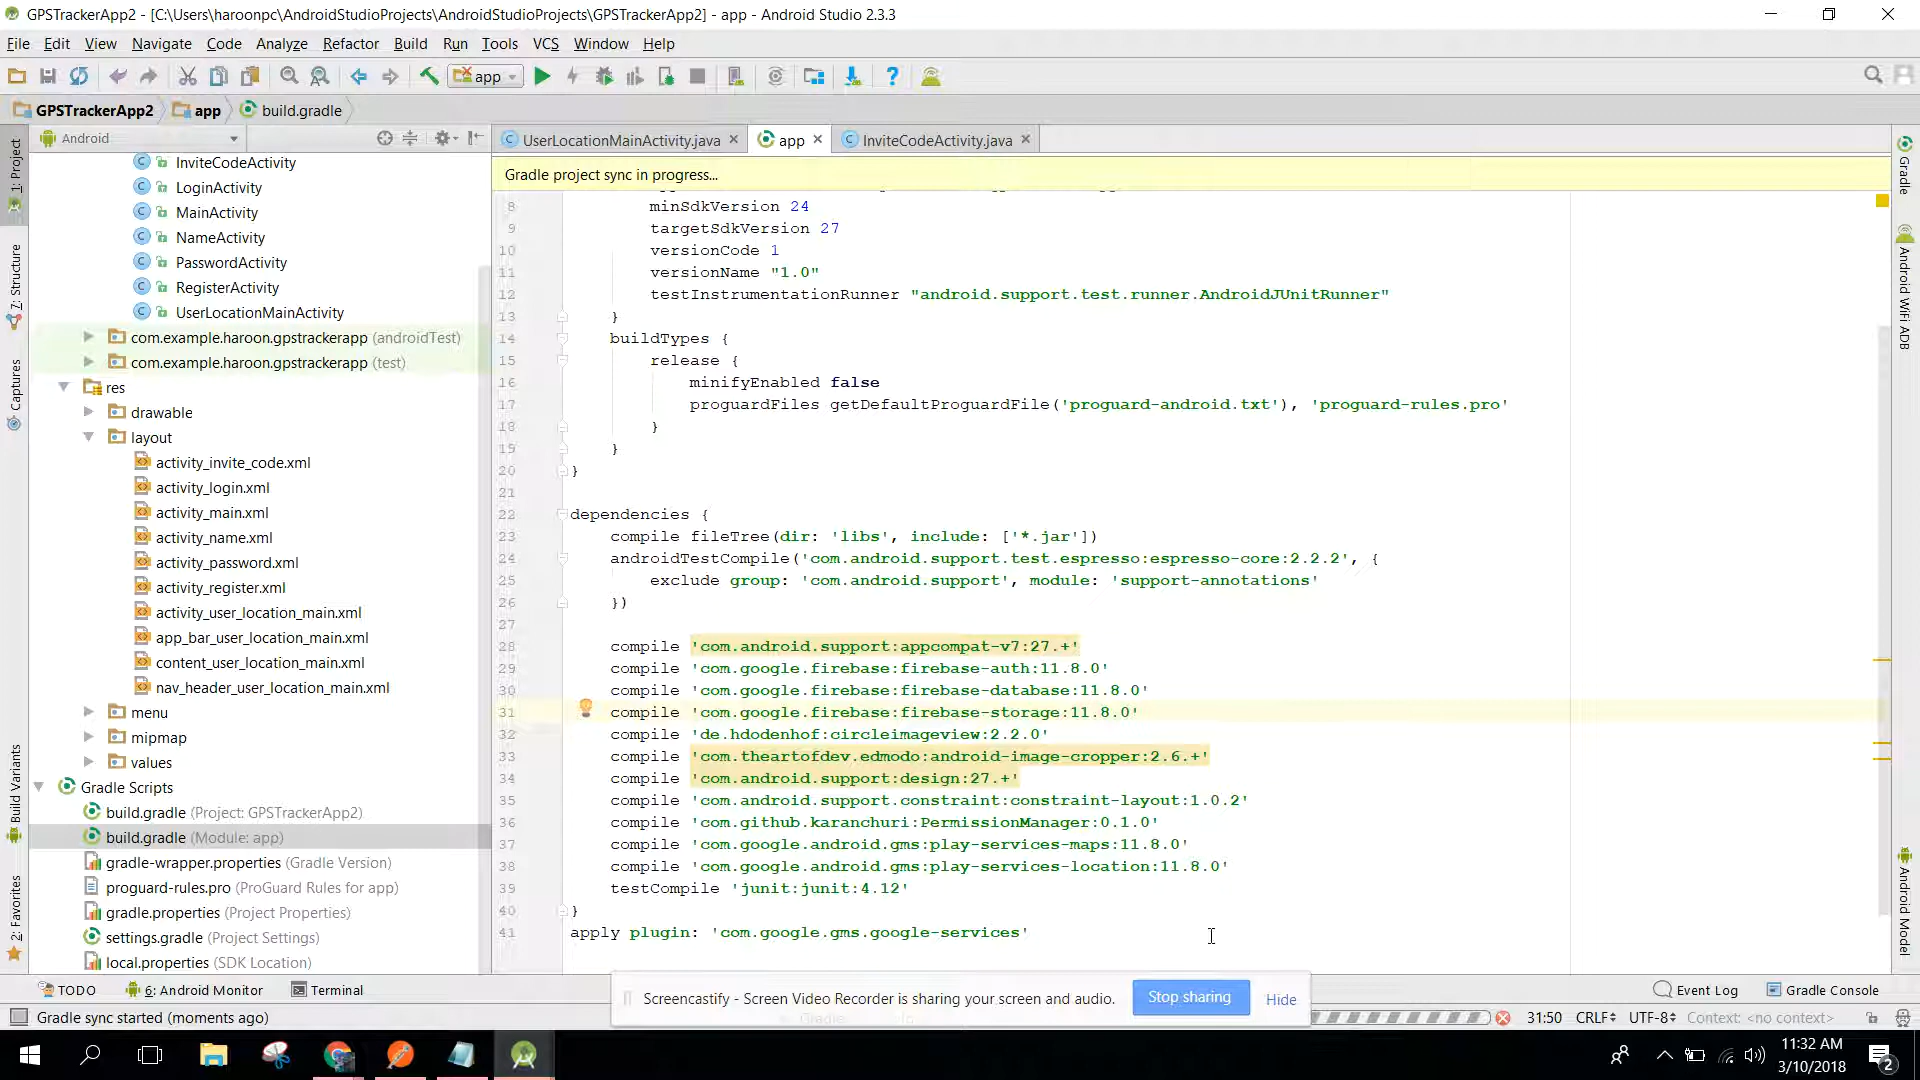 GPSTrackerApp2 - [C:\Users\haroonpc\AndroidStudioProjects\AndroidStudioProjects\GPSTrackerApp2] - app - Android Studio 2.3.3
File Edit View Navigate Code Analyze Refactor Build Run Tools VCS Window Help
app
GPSTrackerApp2 app build.gradle
Android
UserLocationMainActivity.java app InviteCodeActivity.java
Gradle project sync in progress...
1: Project
7: Structure
Captures
Build Variants
2: Favorites
InviteCodeActivity
LoginActivity
MainActivity
NameActivity
PasswordActivity
RegisterActivity
UserLocationMainActivity
com.example.haroon.gpstrackerapp (androidTest)
com.example.haroon.gpstrackerapp (test)
res
drawable
layout
activity_invite_code.xml
activity_login.xml
activity_main.xml
activity_name.xml
activity_password.xml
activity_register.xml
activity_user_location_main.xml
app_bar_user_location_main.xml
content_user_location_main.xml
nav_header_user_location_main.xml
menu
mipmap
values
Gradle Scripts
build.gradle (Project: GPSTrackerApp2)
build.gradle (Module: app)
gradle-wrapper.properties (Gradle Version)
proguard-rules.pro (ProGuard Rules for app)
gradle.properties (Project Properties)
settings.gradle (Project Settings)
local.properties (SDK Location)
8 minSdkVersion 24
9 targetSdkVersion 27
10 versionCode 1
11 versionName "1.0"
12 testInstrumentationRunner "android.support.test.runner.AndroidJUnitRunner"
13 }
14 buildTypes {
15 release {
16 minifyEnabled false
17 proguardFiles getDefaultProguardFile('proguard-android.txt'), 'proguard-rules.pro'
18 }
19 }
20 }
21
22 dependencies {
23 compile fileTree(dir: 'libs', include: ['*.jar'])
24 androidTestCompile('com.android.support.test.espresso:espresso-core:2.2.2', {
25 exclude group: 'com.android.support', module: 'support-annotations'
26 })
27
28 compile 'com.android.support:appcompat-v7:27.+'
29 compile 'com.google.firebase:firebase-auth:11.8.0'
30 compile 'com.google.firebase:firebase-database:11.8.0'
31 compile 'com.google.firebase:firebase-storage:11.8.0'
32 compile 'de.hdodenhof:circleimageview:2.2.0'
33 compile 'com.theartofdev.edmodo:android-image-cropper:2.6.+'
34 compile 'com.android.support:design:27.+'
35 compile 'com.android.support.constraint:constraint-layout:1.0.2'
36 compile 'com.github.karanchuri:PermissionManager:0.1.0'
37 compile 'com.google.android.gms:play-services-maps:11.8.0'
38 compile 'com.google.android.gms:play-services-location:11.8.0'
39 testCompile 'junit:junit:4.12'
40 }
41 apply plugin: 'com.google.gms.google-services'
Gradle
Android WiFi ADB
Android Model
TODO 6: Android Monitor Terminal
Screencastify - Screen Video Recorder is sharing your screen and audio. Stop sharing Hide
Event Log Gradle Console
Gradle sync started (moments ago)
31:50 CRLF UTF-8 Context: <no context>
11:32 AM
3/10/2018
2